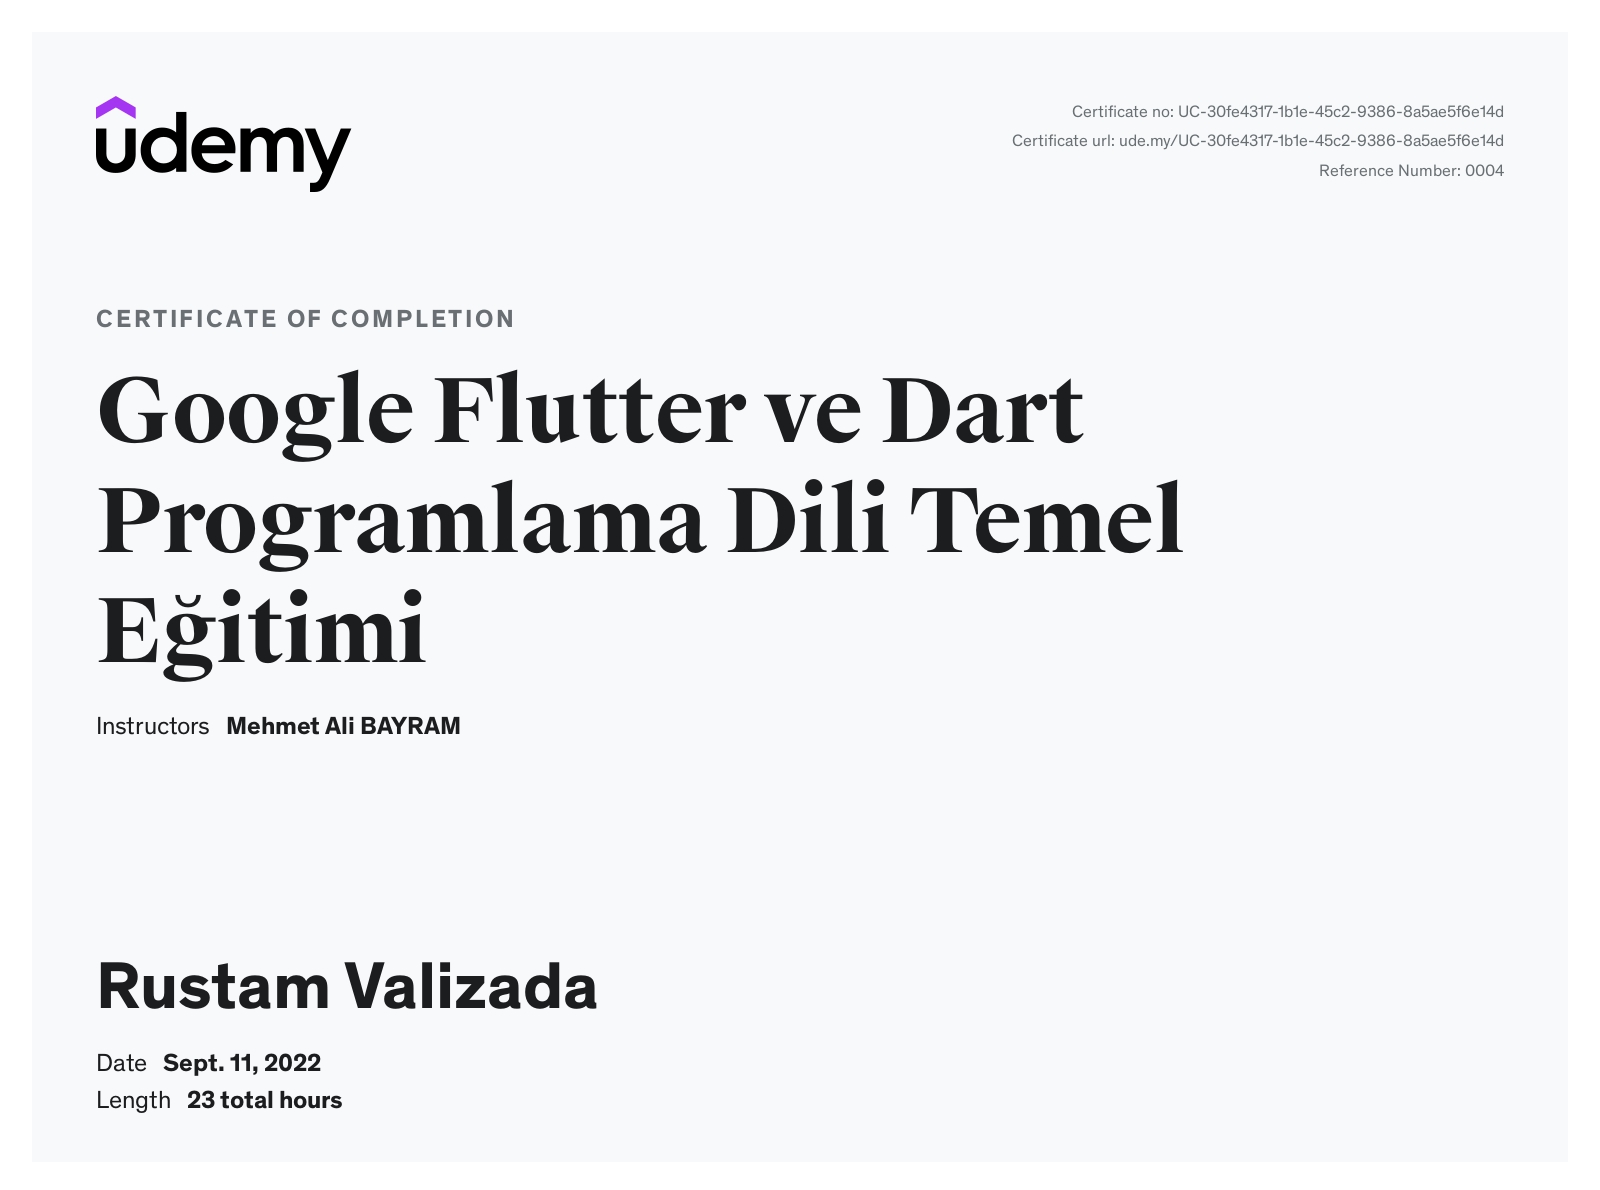 udemy
Certificate no: UC-30fe4317-1b1e-45c2-9386-8a5ae5f6e14d
Certificate url: ude.my/UC-30fe4317-1b1e-45c2-9386-8a5ae5f6e14d
Reference Number: 0004
CERTIFICATE OF COMPLETION
Google Flutter ve Dart
Programlama Dili Temel
Eğitimi
Instructors Mehmet Ali BAYRAM
Rustam Valizada
Date Sept. 11, 2022
Length 23 total hours